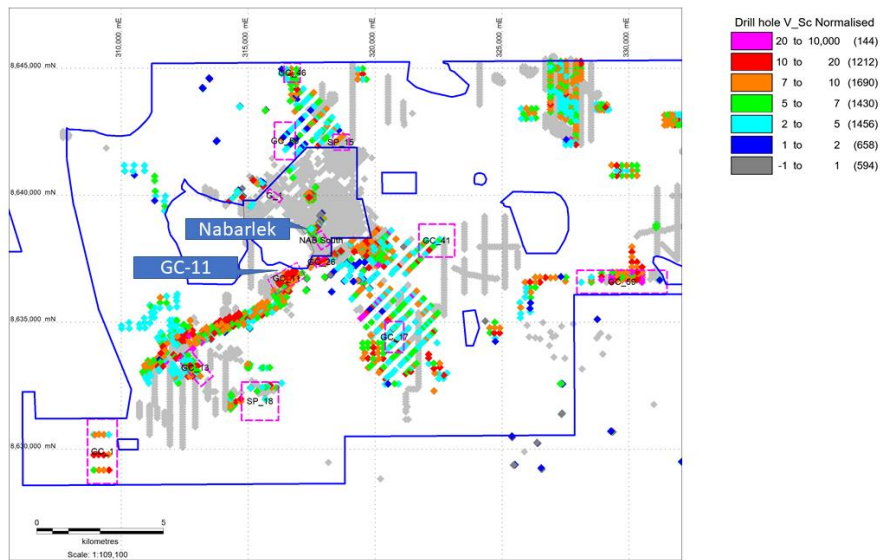 310,000 mE
315,000 mE
320,000 mE
325,000 mE
330,000 mE
8,645,000 mN
8,640,000 mN
8,635,000 mN
8,630,000 mN
GC_46
SP_15
Nabarlek
NAB South
GC_41
GC_26
GC-11
GC_11
GC_59
GC_17
GC_13
SP_18
GC_1
0 5
kilometres
Scale: 1:109,100
Drill hole V_Sc Normalised
20 to 10,000 (144)
10 to 20 (1212)
7 to 10 (1690)
5 to 7 (1430)
2 to 5 (1456)
1 to 2 (658)
-1 to 1 (594)